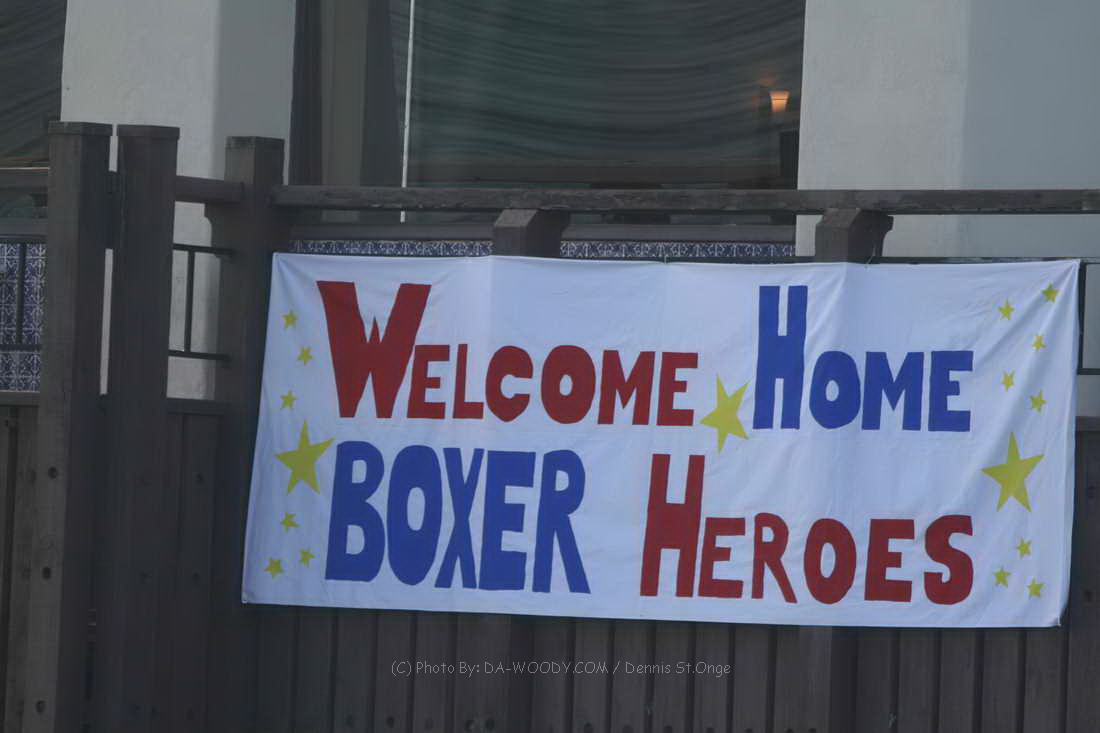 WELCOME HOME
BOXER HEROES
(C) Photo By: DA-WOODY.COM / Dennis St.Onge